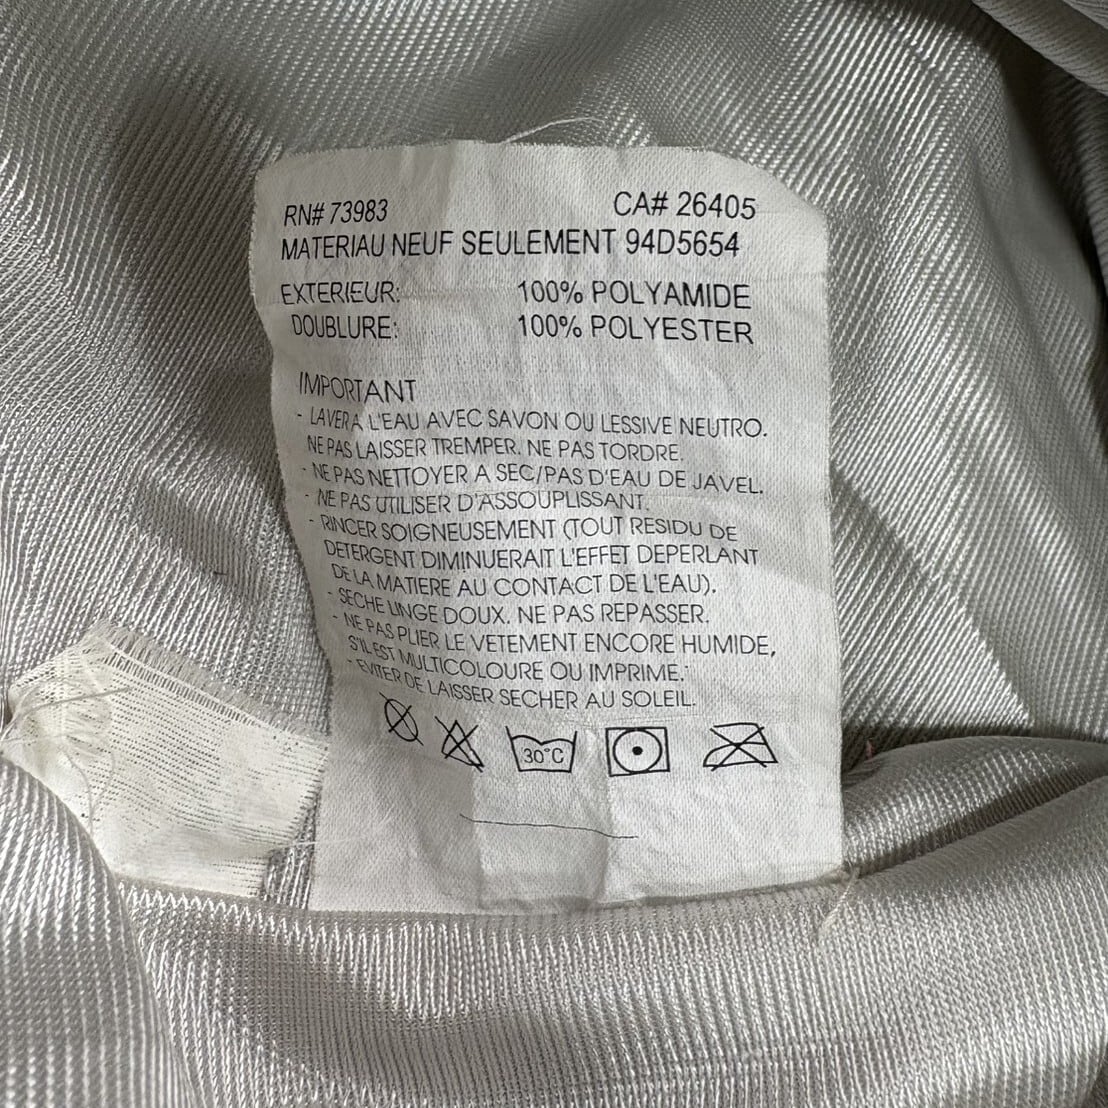 RN# 73983 CA# 26405
MATERIAU NEUF SEULEMENT 94D5654
EXTERIEUR: 100% POLYAMIDE
DOUBLURE: 100% POLYESTER
IMPORTANT
- LAVER A L'EAU AVEC SAVON OU LESSIVE NEUTRO.
NE PAS LAISSER TREMPER. NE PAS TORDRE.
- NE PAS NETTOYER A SEC/PAS D'EAU DE JAVEL.
- NE PAS UTILISER D'ASSOUPLISSANT.
- RINCER SOIGNEUSEMENT (TOUT RESIDU DE
DETERGENT DIMINUERAIT L'EFFET DEPERLANT
DE LA MATIERE AU CONTACT DE L'EAU).
- SECHE LINGE DOUX. NE PAS REPASSER.
- NE PAS PLIER LE VETEMENT ENCORE HUMIDE,
S'IL EST MULTICOLOURE OU IMPRIME.
- EVITER DE LAISSER SECHER AU SOLEIL.
30°C